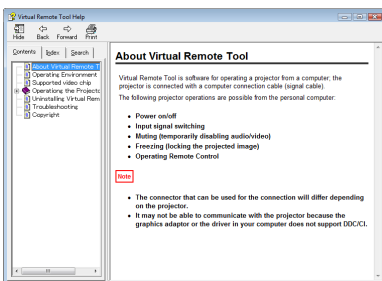 Virtual Remote Tool Help
Hide Back Forward Print
Contents Index Search
About Virtual Remote T
Operating Environment
Supported video chip
Operating the Projecto
Uninstalling Virtual Rem
Troubleshooting
Copyright
About Virtual Remote Tool
Virtual Remote Tool is software for operating a projector from a computer, the
projector is connected with a computer connection cable (signal cable).
The following projector operations are possible from the personal computer:
• Power on/off
• Input signal switching
• Muting (temporarily disabling audio/video)
• Freezing (locking the projected image)
• Operating Remote Control
Note
• The connector that can be used for the connection will differ depending
on the projector.
• It may not be able to communicate with the projector because the
graphics adaptor or the driver in your computer does not support DDC/CI.